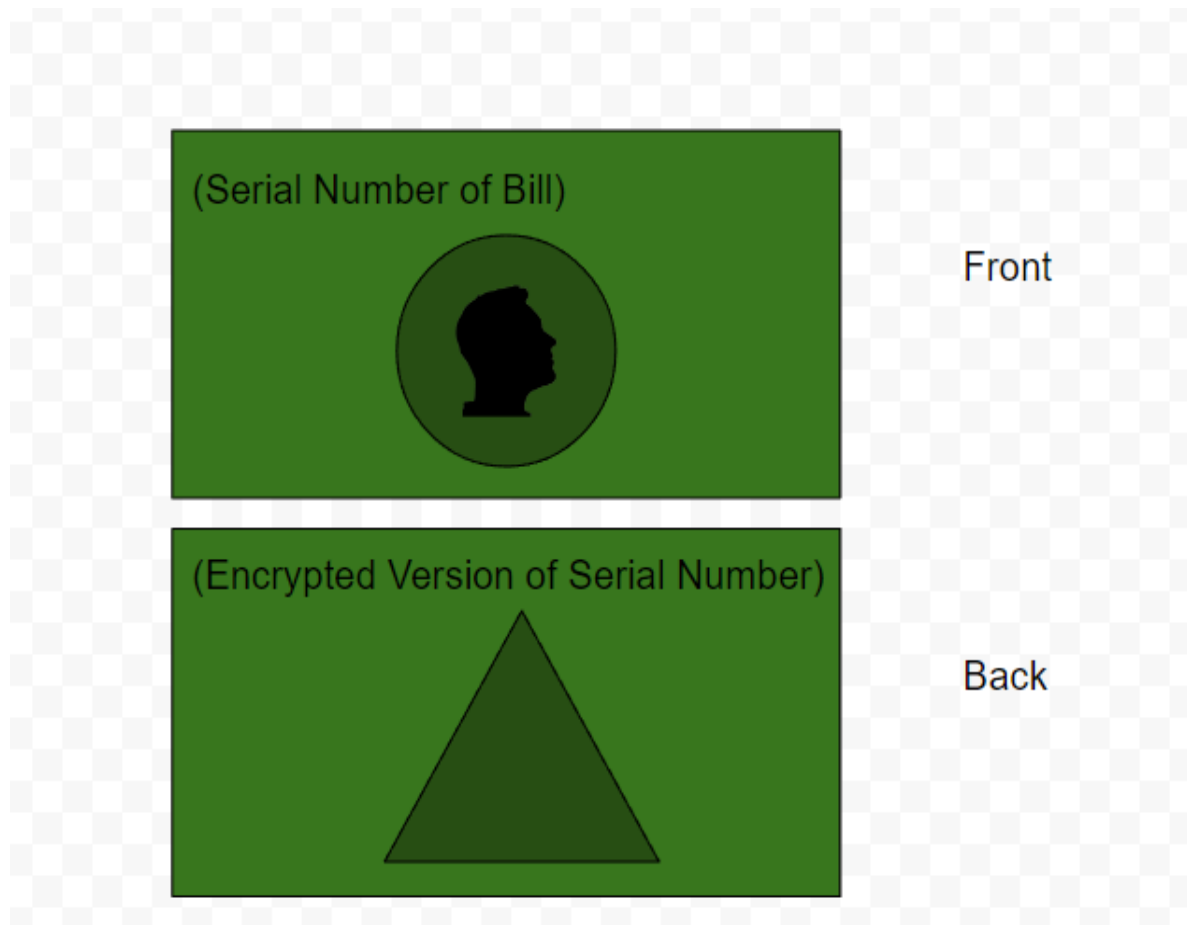 (Serial Number of Bill)
Front
(Encrypted Version of Serial Number)
Back